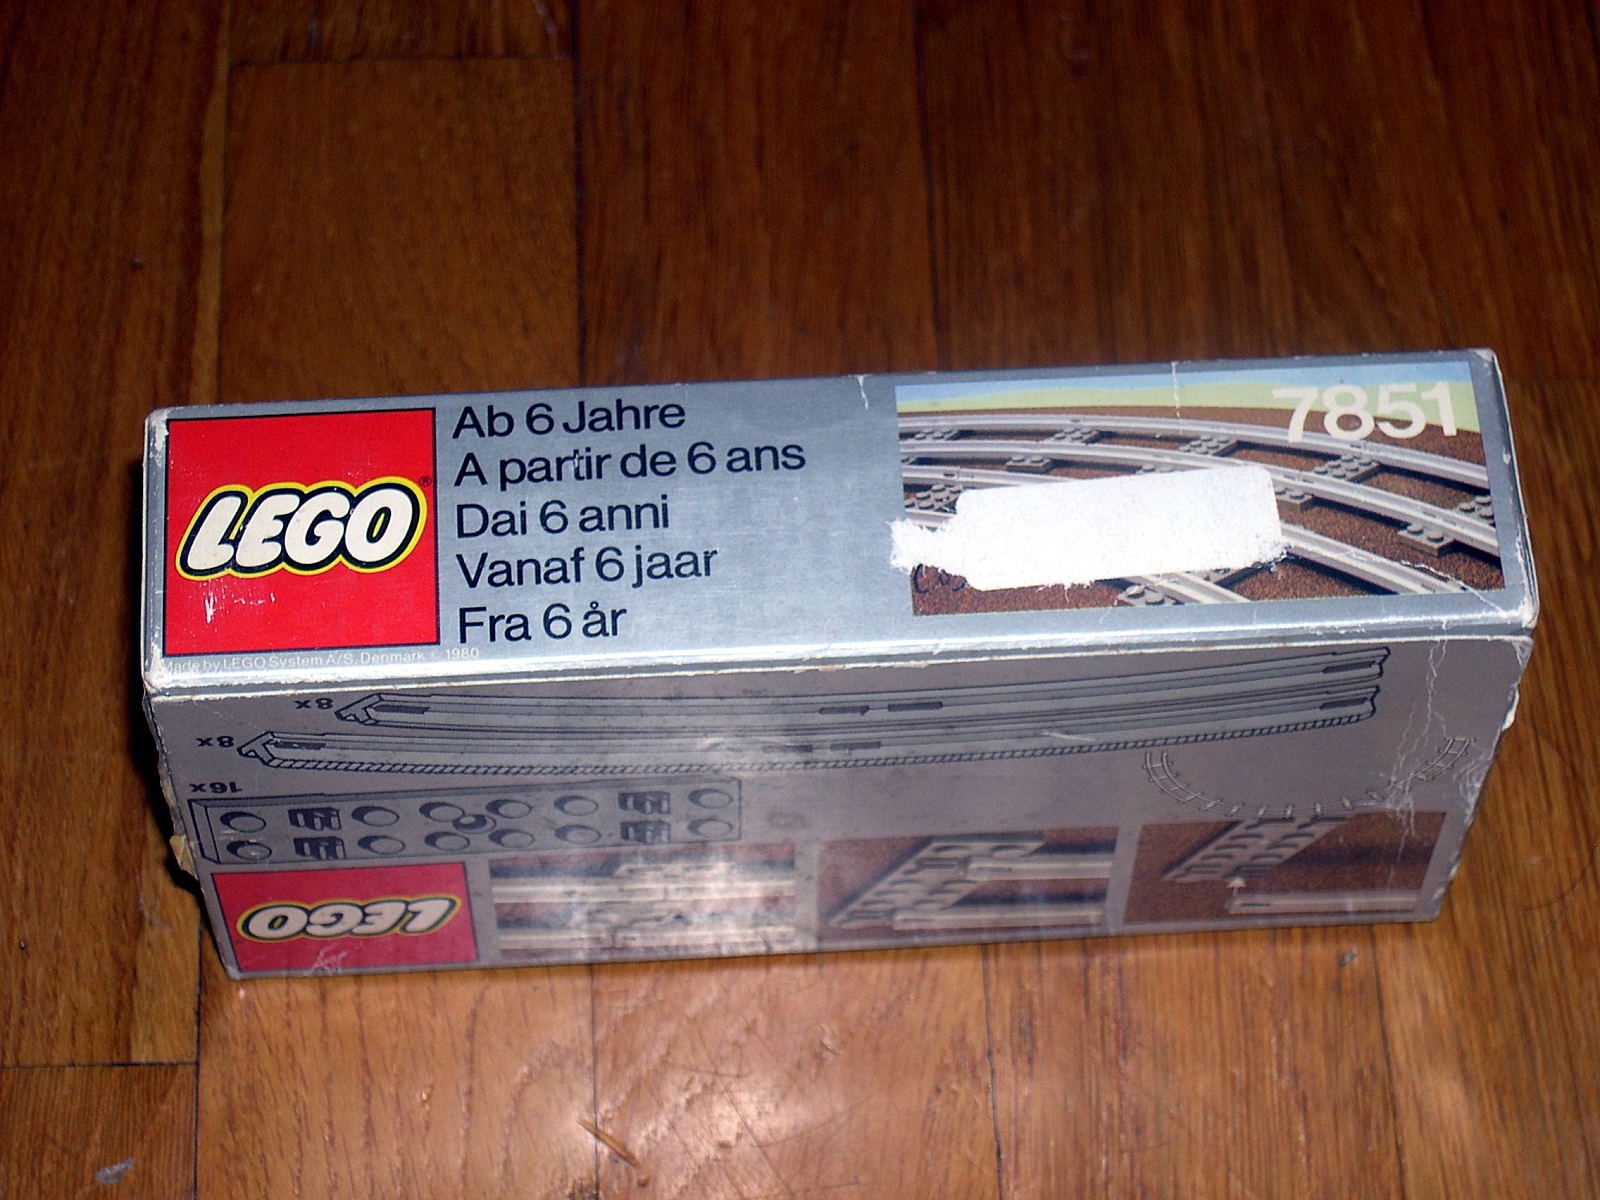 LEGO®
Ab 6 Jahre
A partir de 6 ans
Dai 6 anni
Vanaf 6 jaar
Fra 6 år
7851
Made by LEGO System A/S, Denmark © 1980
8x
8x
16x
LEGO